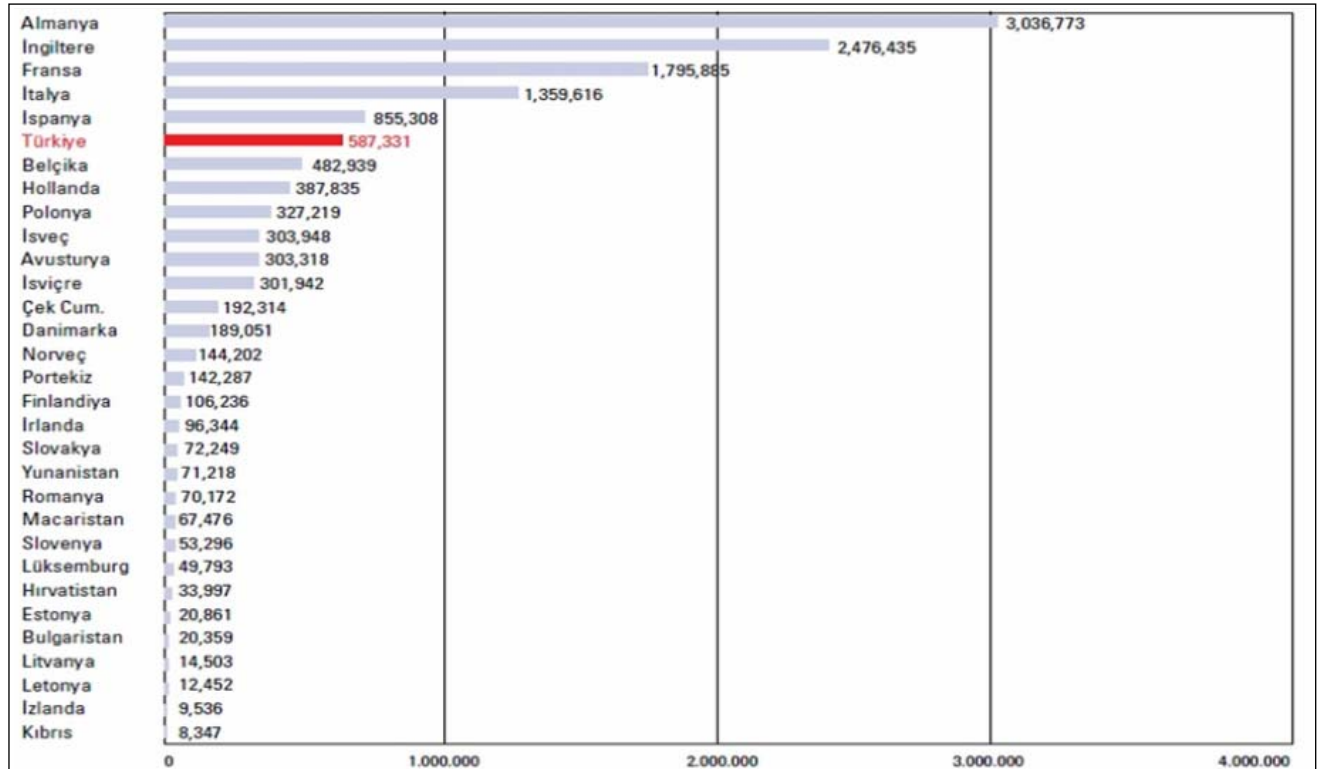 Almanya 3,036,773
İngiltere 2,476,435
Fransa 1,795,885
İtalya 1,359,616
İspanya 855,308
Türkiye 587,331
Belçika 482,939
Hollanda 387,835
Polonya 327,219
İsveç 303,948
Avusturya 303,318
İsviçre 301,942
Çek Cum. 192,314
Danimarka 189,051
Norveç 144,202
Portekiz 142,287
Finlandiya 106,236
İrlanda 96,344
Slovakya 72,249
Yunanistan 71,218
Romanya 70,172
Macaristan 67,476
Slovenya 53,296
Lüksemburg 49,793
Hırvatistan 33,997
Estonya 20,861
Bulgaristan 20,359
Litvanya 14,503
Letonya 12,452
İzlanda 9,536
Kıbrıs 8,347
0 1.000.000 2.000.000 3.000.000 4.000.000